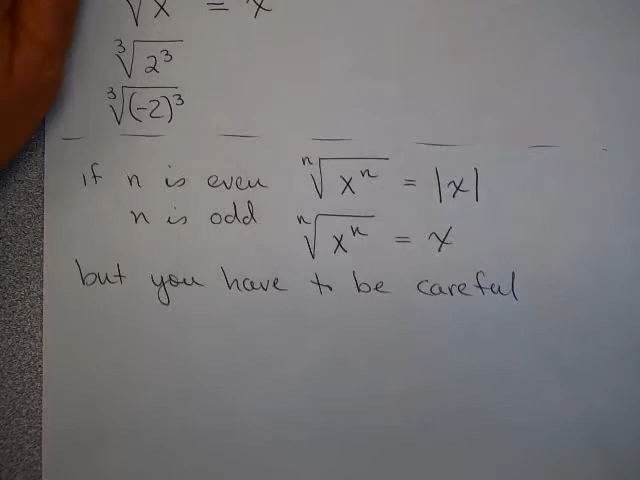 √x = x
∛2³
∛(-2)³
if n is even ⁿ√xⁿ = |x|
n is odd ⁿ√xⁿ = x
but you have to be careful